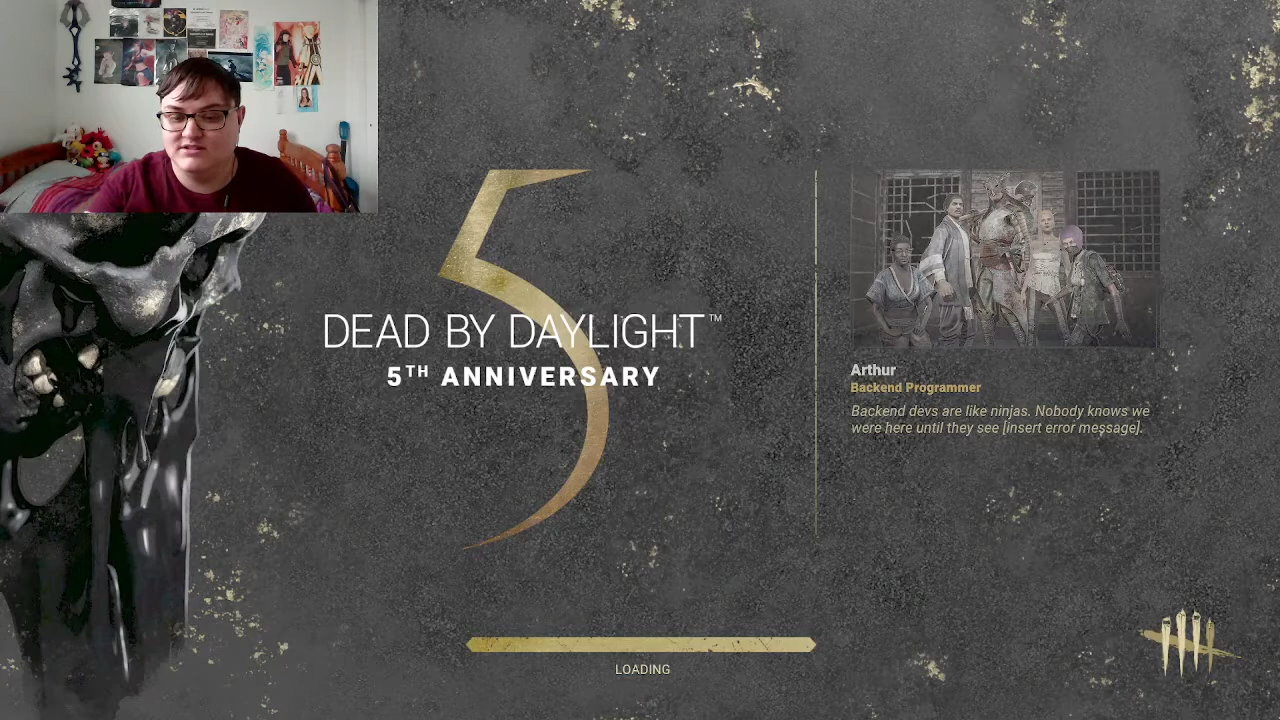 DEAD BY DAYLIGHT™
5TH ANNIVERSARY
Arthur
Backend Programmer
Backend devs are like ninjas. Nobody knows we
were here until they see [insert error message].
LOADING